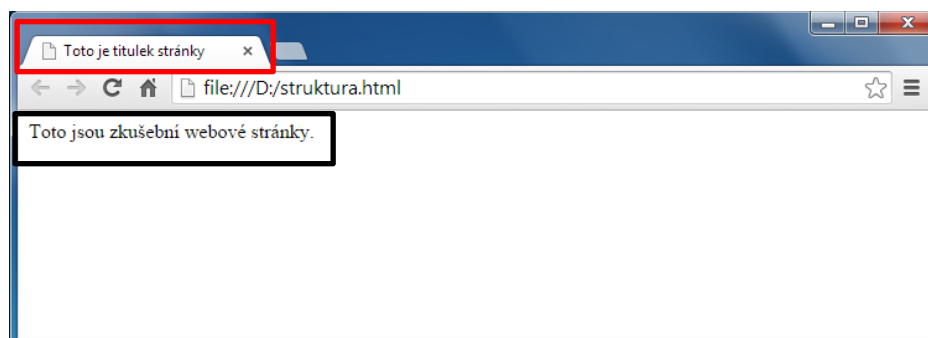 Toto je titulek stránky
file:///D:/struktura.html
Toto jsou zkušební webové stránky.